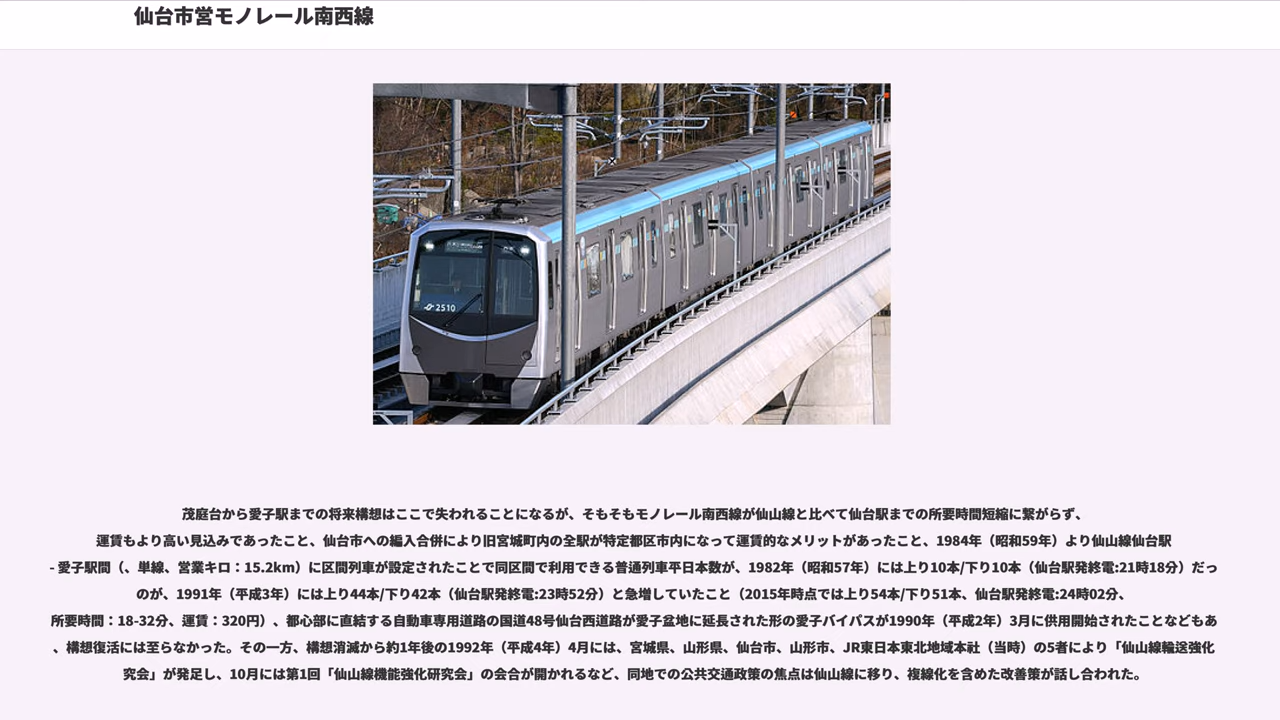 仙台市営モノレール南西線
2510
茂庭台から愛子駅までの将来構想はここで失われることになるが、そもそもモノレール南西線が仙山線と比べて仙台駅までの所要時間短縮に繋がらず、
運賃もより高い見込みであったこと、仙台市への編入合併により旧宮城町内の全駅が特定都区市内になって運賃的なメリットがあったこと、1984年（昭和59年）より仙山線仙台駅
- 愛子駅間（、単線、営業キロ：15.2km）に区間列車が設定されたことで同区間で利用できる普通列車平日本数が、1982年（昭和57年）には上り10本/下り10本（仙台駅発終電:21時18分）だっ
のが、1991年（平成3年）には上り44本/下り42本（仙台駅発終電:23時52分）と急増していたこと（2015年時点では上り54本/下り51本、仙台駅発終電:24時02分、
所要時間：18-32分、運賃：320円）、都心部に直結する自動車専用道路の国道48号仙台西道路が愛子盆地に延長された形の愛子バイパスが1990年（平成2年）3月に供用開始されたことなどもあ
、構想復活には至らなかった。その一方、構想消滅から約1年後の1992年（平成4年）4月には、宮城県、山形県、仙台市、山形市、JR東日本東北地域本社（当時）の5者により「仙山線輸送強化
究会」が発足し、10月には第1回「仙山線機能強化研究会」の会合が開かれるなど、同地での公共交通政策の焦点は仙山線に移り、複線化を含めた改善策が話し合われた。